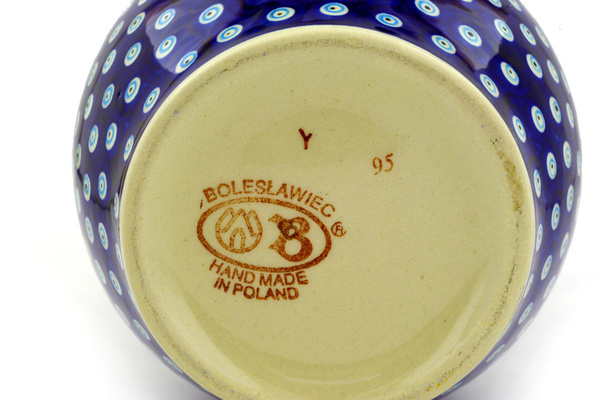 Y
95
BOLESŁAWIEC
B
®
HAND MADE
IN POLAND